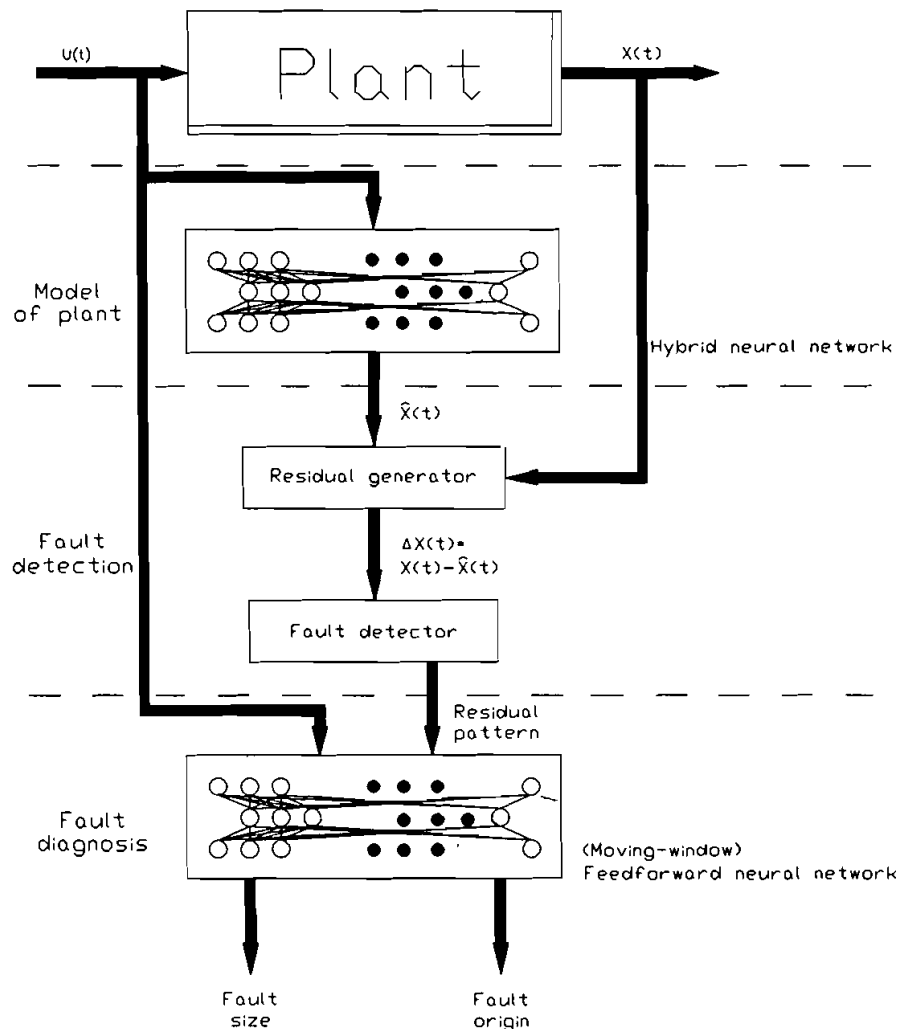 U(t)
Plant
X(t)
Model
of plant
Hybrid neural network
X̂(t)
Residual generator
Fault
detection
ΔX(t)=
X(t)-X̂(t)
Fault detector
Residual
pattern
Fault
diagnosis
(Moving-window)
Feedforward neural network
Fault
size
Fault
origin